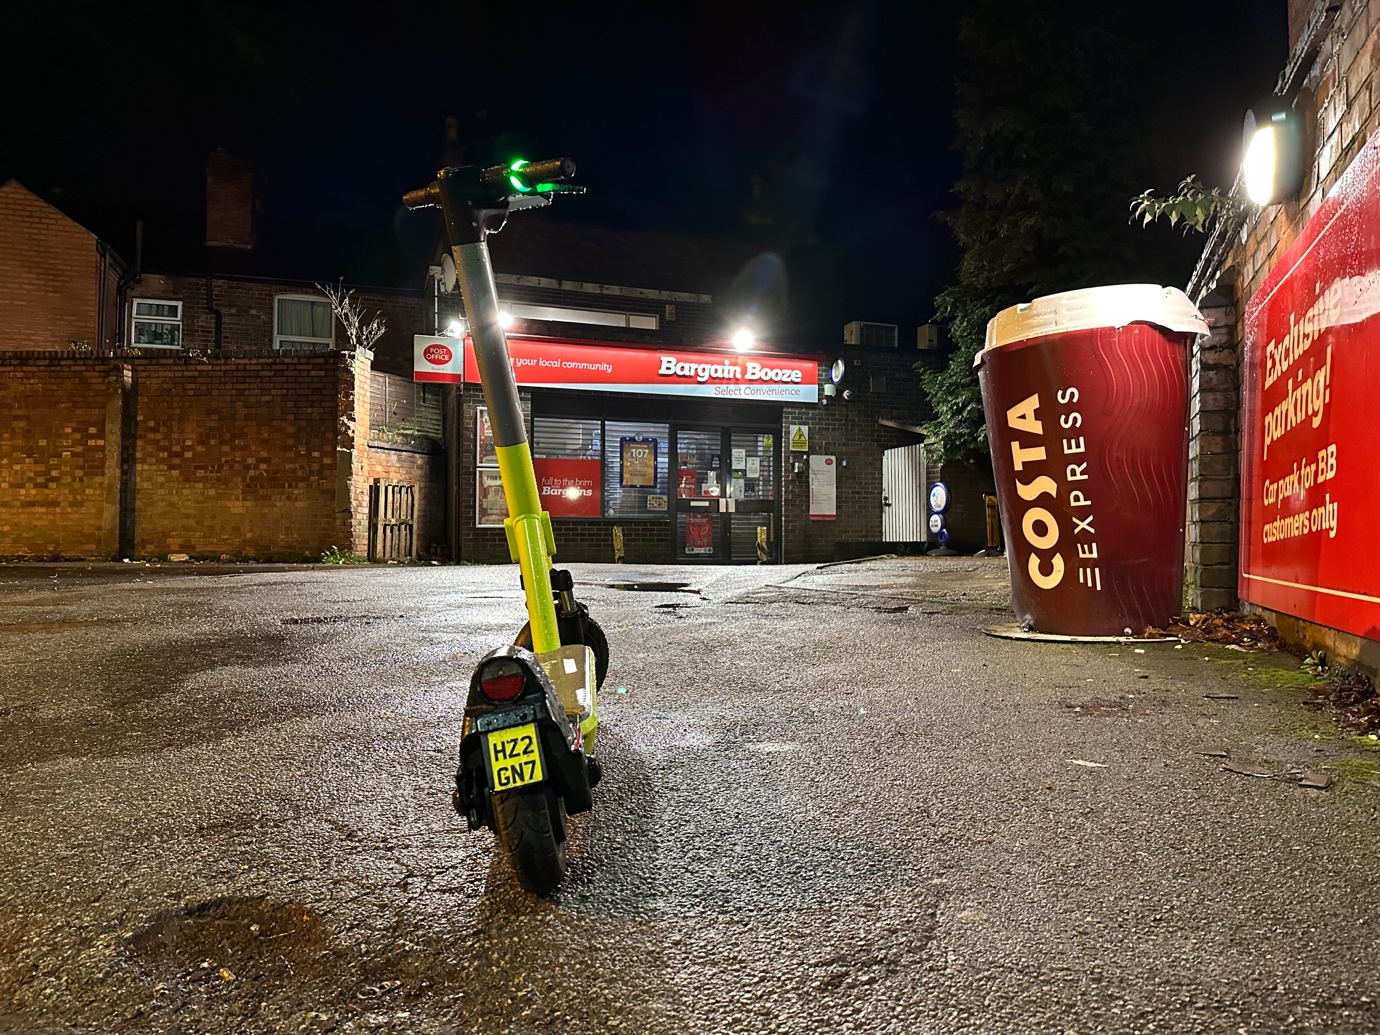 POST
OFFICE
your local community
Bargain Booze
Select Convenience
107
full to the brim
Bargains
COSTA
EXPRESS
Exclusive
parking!
Car park for BB
customers only
HZ2
GN7